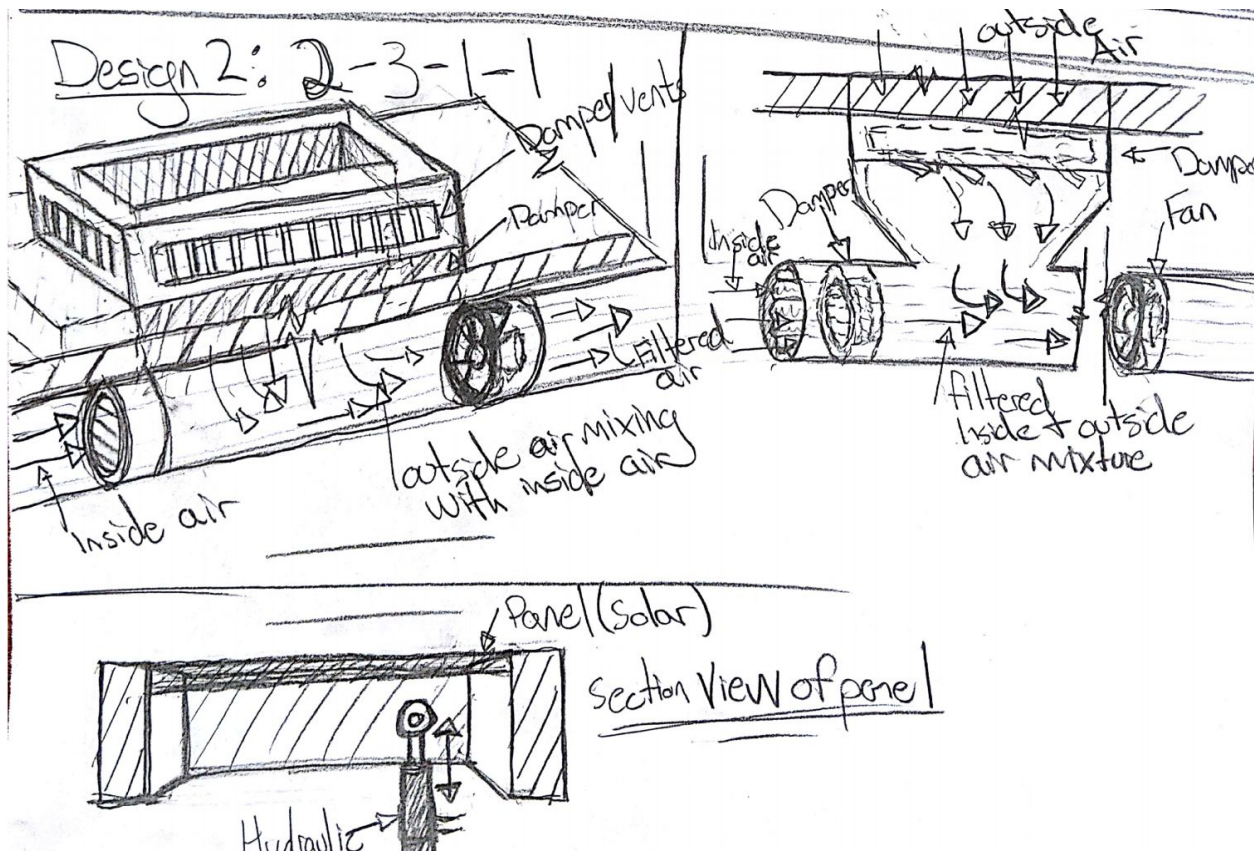 Design 2: 2-3-1-1
Damper/vents
Damper
Filtered
air
outside air mixing
with inside air
Inside air
outside
Air
Inside
air
Damper
Damper
Fan
filtered
Inside + outside
air mixture
Panel (Solar)
Section View of panel
Hydraulic